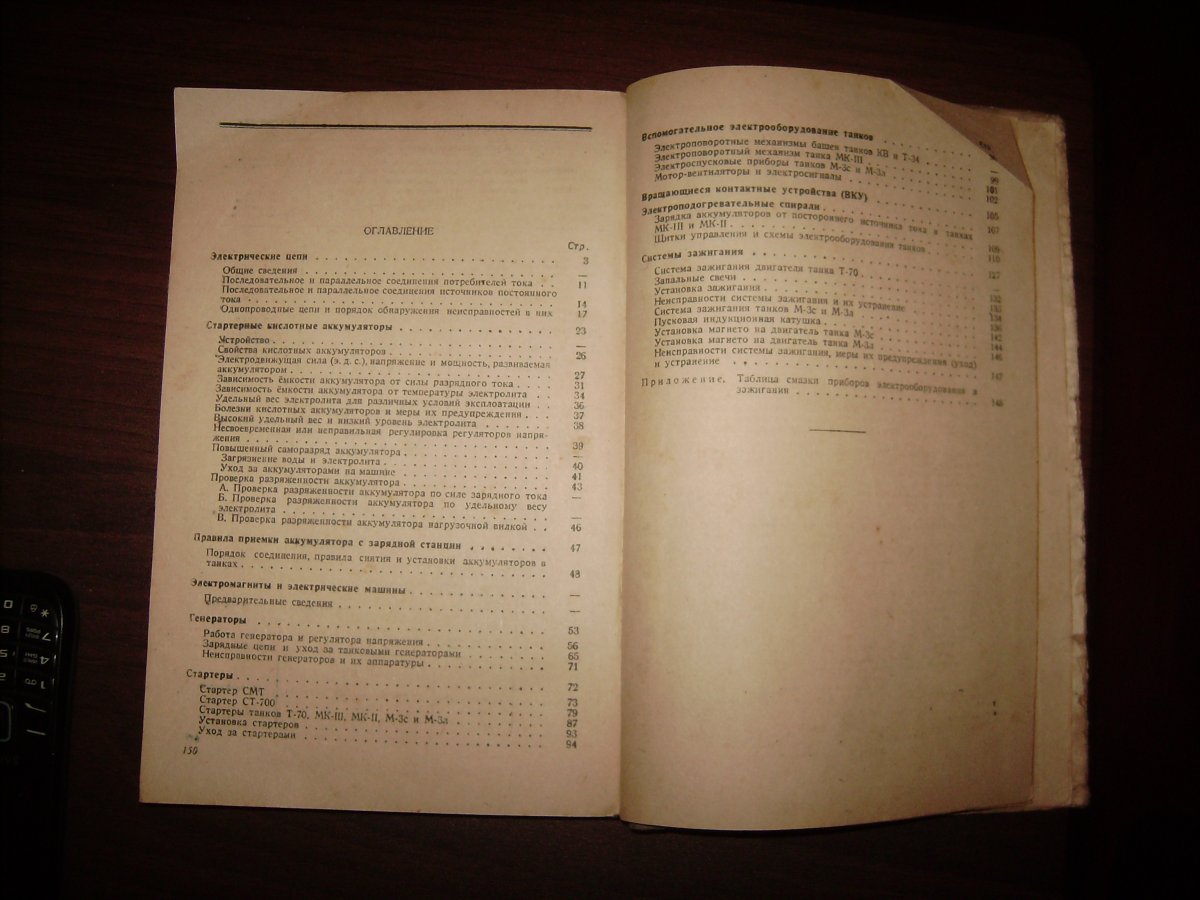 ОГЛАВЛЕНИЕ
Стр.
Электрические цепи 3
Общие сведения —
Последовательное и параллельное соединения потребителей тока 11
Последовательное и параллельное соединения источников постоянного
тока 14
Однопроводные цепи и порядок обнаружения неисправностей в них 17
Стартерные кислотные аккумуляторы 23
Устройство —
Свойства кислотных аккумуляторов 26
Электродвижущая сила (э. д. с.), напряжение и мощность, развиваемая
аккумулятором 27
Зависимость ёмкости аккумулятора от силы разрядного тока 31
Зависимость ёмкости аккумулятора от температуры электролита 34
Удельный вес электролита для различных условий эксплоатации 36
Болезни кислотных аккумуляторов и меры их предупреждения 37
Высокий удельный вес и низкий уровень электролита 38
Несвоевременная или неправильная регулировка регуляторов напря-
жения 39
Повышенный саморазряд аккумулятора —
Загрязнение воды и электролита 40
Уход за аккумуляторами на машине 41
Проверка разряженности аккумулятора 43
А. Проверка разряженности аккумулятора по силе зарядного тока —
Б. Проверка разряженности аккумулятора по удельному весу
электролита —
В. Проверка разряженности аккумулятора нагрузочной вилкой 46
Правила приемки аккумулятора с зарядной станции 47
Порядок соединения, правила снятия и установки аккумуляторов в
танках 48
Электромагниты и электрические машины —
Предварительные сведения —
Генераторы 53
Работа генератора и регулятора напряжения 56
Зарядные цепи и уход за танковыми генераторами 65
Неисправности генераторов и их аппаратуры 71
Стартеры 72
Стартер СМТ 73
Стартер СТ-700 79
Стартеры танков Т-70, МК-III, МК-II, М-3с и М-3л 87
Установка стартеров 93
Уход за стартерами 94
150
Вспомогательное электрооборудование танков
Электроповоротные механизмы башен танков КВ и Т-34 —
Электроповоротный механизм танка МК-III 99
Электроспусковые приборы танков М-3с и М-3л 101
Мотор-вентиляторы и электросигналы 102
Вращающиеся контактные устройства (ВКУ) 105
Электроподогревательные спирали 107
Зарядка аккумуляторов от постороннего источника тока в танках
МК-III и МК-II 109
Щитки управления и схемы электрооборудования танков 110
Системы зажигания 127
Система зажигания двигателя танка Т-70 —
Запальные свечи 132
Установка зажигания 133
Неисправности системы зажигания и их устранение 134
Система зажигания танков М-3с и М-3л 136
Пусковая индукционная катушка 142
Установка магнето на двигатель танка М-3с 144
Установка магнето на двигатель танка М-3л 146
Неисправности системы зажигания, меры их предупреждения (уход)
и устранение 147
Приложение. Таблица смазки приборов электрооборудования и
зажигания 148